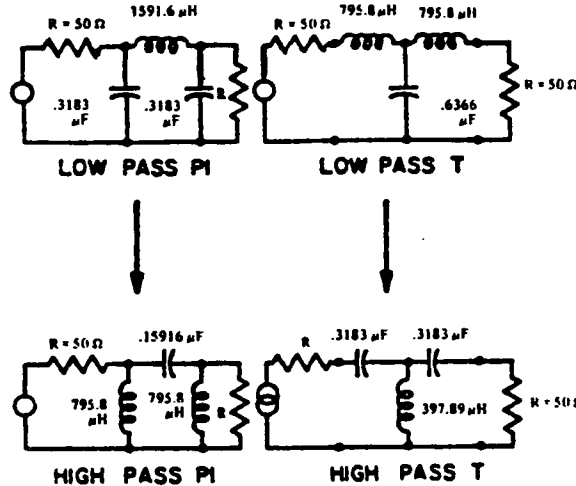 1591.6 µH
R = 50 Ω
.3183 µF
.3183 µF
R
LOW PASS PI
795.8 µH
795.8 µH
R = 50 Ω
.6366 µF
R = 50 Ω
LOW PASS T
R = 50 Ω
.15916 µF
795.8 µH
795.8 µH
R
HIGH PASS PI
R
.3183 µF
.3183 µF
397.89 µH
R = 50 Ω
HIGH PASS T